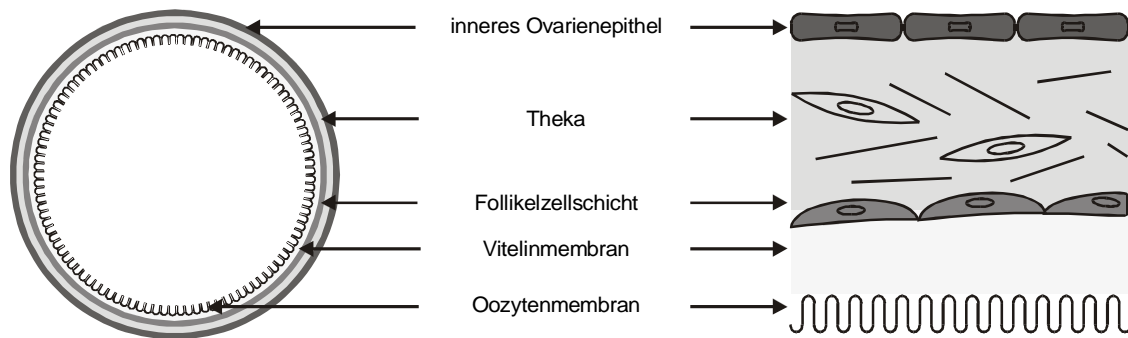 inneres Ovarienepithel
Theka
Follikelzellschicht
Vitelinmembran
Oozytenmembran